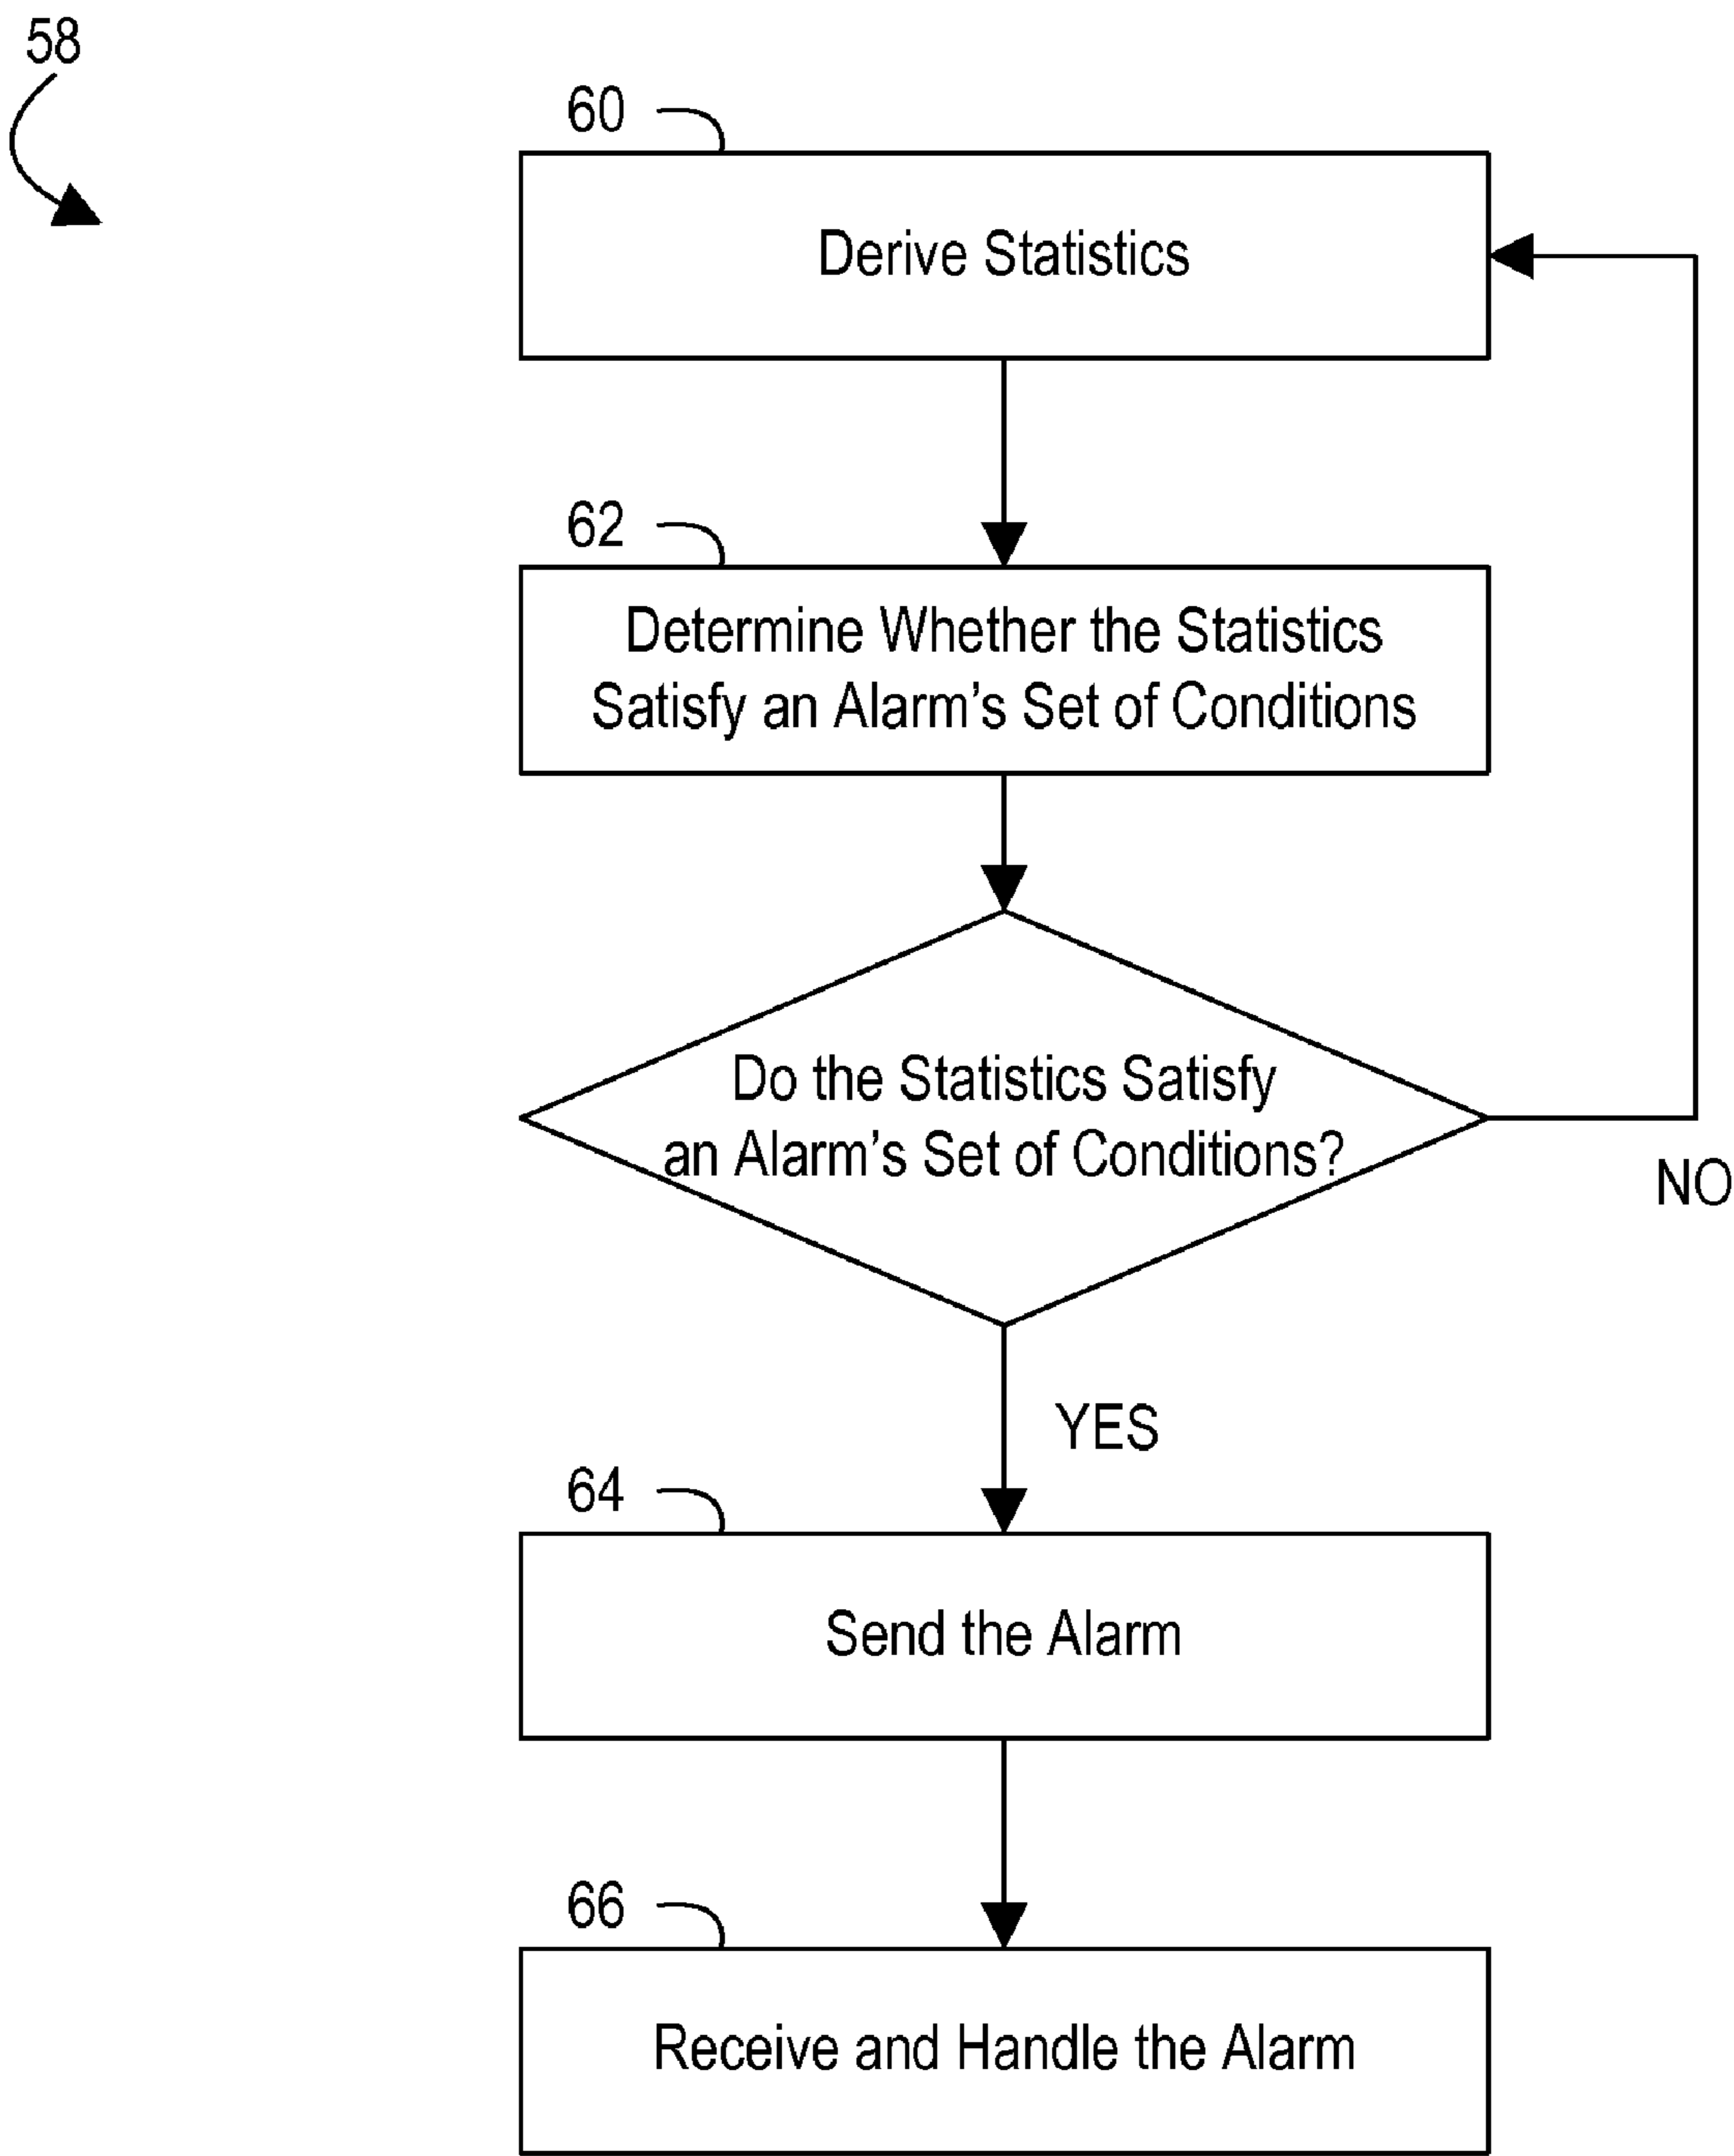 58
60
Derive Statistics
62
Determine Whether the Statistics
Satisfy an Alarm’s Set of Conditions
Do the Statistics Satisfy
an Alarm’s Set of Conditions?
NO
YES
64
Send the Alarm
66
Receive and Handle the Alarm